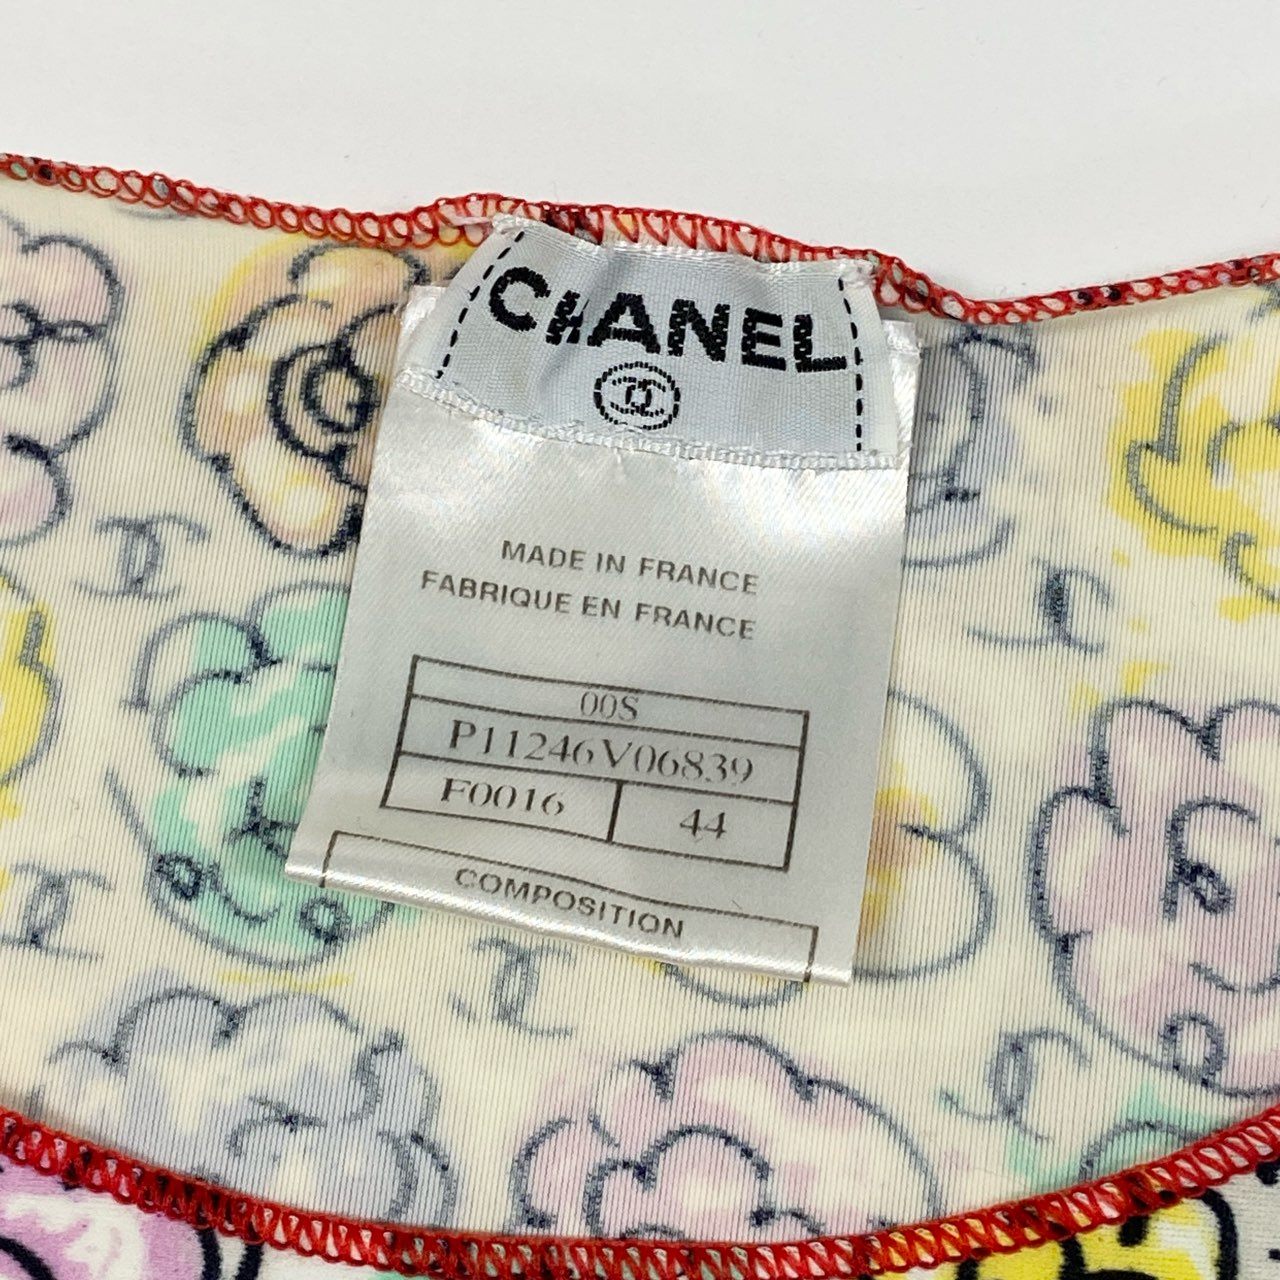 CHANEL
MADE IN FRANCE
FABRIQUE EN FRANCE
00S
P11246V06839
F0016 44
COMPOSITION